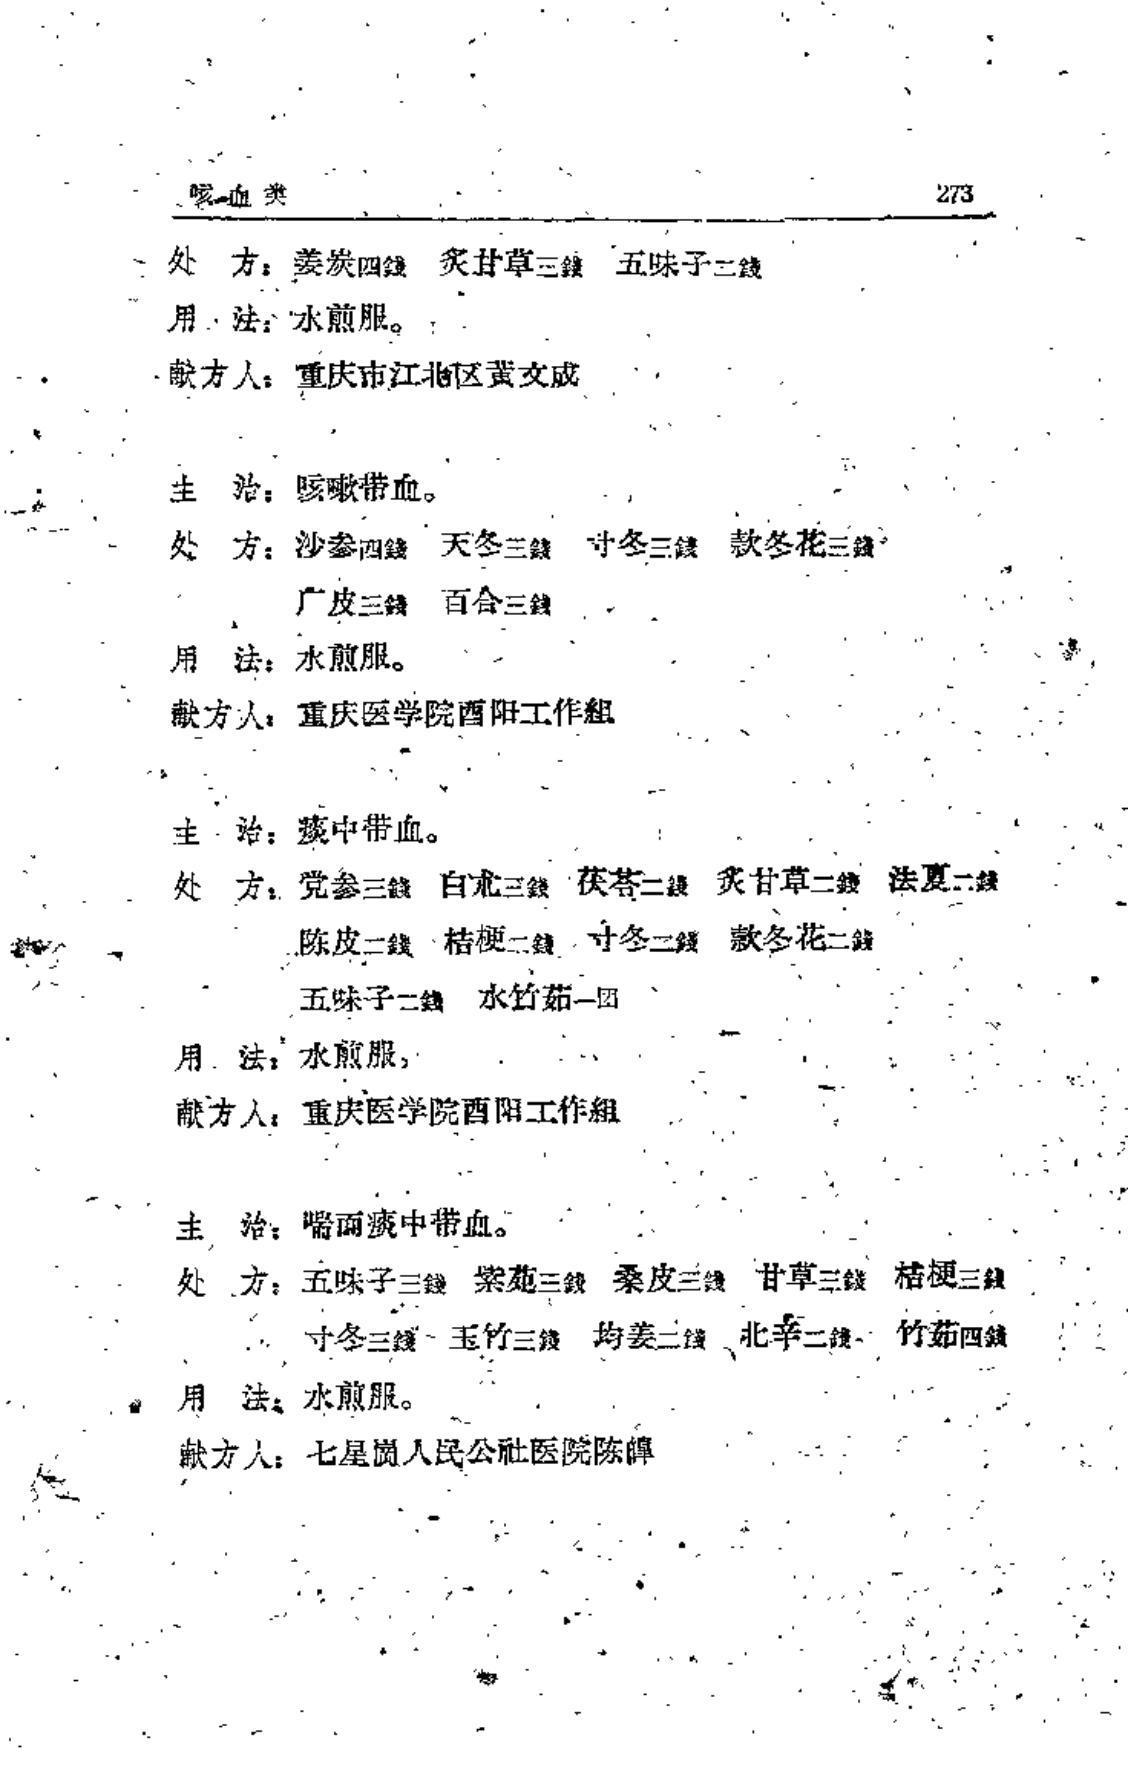 咳血类 273
处 方：姜炭四錢 炙甘草三錢 五味子二錢
用 法：水煎服。
献方人：重庆市江北区黄文成
主 治：咳嗽带血。
处 方：沙参四錢 天冬三錢 寸冬三錢 款冬花三錢
广皮三錢 百合三錢
用 法：水煎服。
献方人：重庆医学院酉阳工作組
主 治：痰中带血。
处 方：党参三錢 白朮三錢 茯苓二錢 炙甘草二錢 法夏二錢
陈皮二錢 桔梗二錢 寸冬二錢 款冬花二錢
五味子二錢 水竹茹一团
用 法：水煎服，
献方人：重庆医学院酉阳工作組
主 治：喘而痰中带血。
处 方：五味子三錢 紫菀三錢 桑皮三錢 甘草三錢 桔梗三錢
寸冬三錢 玉竹三錢 均姜二錢 北辛二錢 竹茹四錢
用 法：水煎服。
献方人：七星崗人民公社医院陈